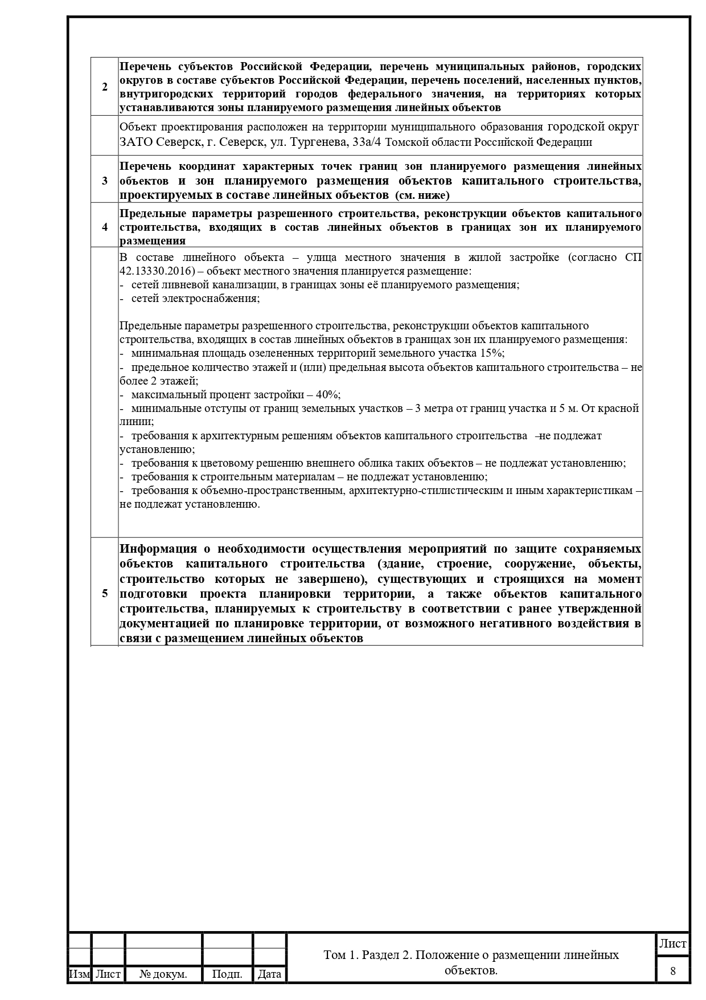 Перечень субъектов Российской Федерации, перечень муниципальных районов, городских
округов в составе субъектов Российской Федерации, перечень поселений, населенных пунктов,
2
внутригородских территорий городов федерального значения, на территориях которых
устанавливаются зоны планируемого размещения линейных объектов
Объект проектирования расположен на территории муниципального образования городской округ
ЗАТО Северск, г. Северск, ул. Тургенева, 33а/4 Томской области Российской Федерации
Перечень координат характерных точек границ зон планируемого размещения линейных
3 объектов и зон планируемого размещения объектов капитального строительства,
проектируемых в составе линейных объектов (см. ниже)
Предельные параметры разрешенного строительства, реконструкции объектов капитального
4 строительства, входящих в состав линейных объектов в границах зон их планируемого
размещения
В составе линейного объекта – улица местного значения в жилой застройке (согласно СП
42.13330.2016) – объект местного значения планируется размещение:
- сетей ливневой канализации, в границах зоны её планируемого размещения;
- сетей электроснабжения;
Предельные параметры разрешенного строительства, реконструкции объектов капитального
строительства, входящих в состав линейных объектов в границах зон их планируемого размещения:
- минимальная площадь озелененных территорий земельного участка 15%;
- предельное количество этажей и (или) предельная высота объектов капитального строительства – не
более 2 этажей;
- максимальный процент застройки – 40%;
- минимальные отступы от границ земельных участков – 3 метра от границ участка и 5 м. От красной
линии;
- требования к архитектурным решениям объектов капитального строительства –не подлежат
установлению;
- требования к цветовому решению внешнего облика таких объектов – не подлежат установлению;
- требования к строительным материалам – не подлежат установлению;
- требования к объемно-пространственным, архитектурно-стилистическим и иным характеристикам –
не подлежат установлению.
Информация о необходимости осуществления мероприятий по защите сохраняемых
объектов капитального строительства (здание, строение, сооружение, объекты,
строительство которых не завершено), существующих и строящихся на момент
5 подготовки проекта планировки территории, а также объектов капитального
строительства, планируемых к строительству в соответствии с ранее утвержденной
документацией по планировке территории, от возможного негативного воздействия в
связи с размещением линейных объектов
Том 1. Раздел 2. Положение о размещении линейных
объектов.
Лист
8
Изм Лист № докум. Подп. Дата